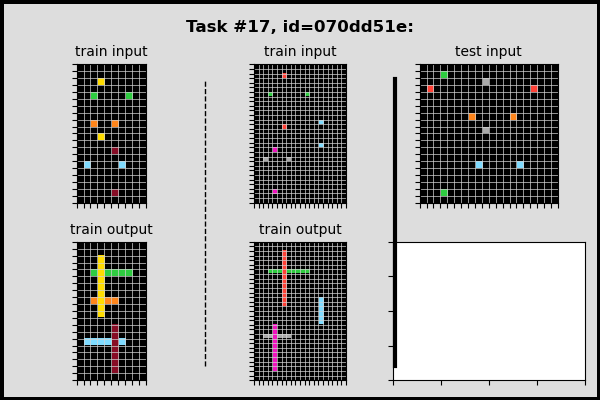 Task #17, id=070dd51e:
train input train input test input
train output train output